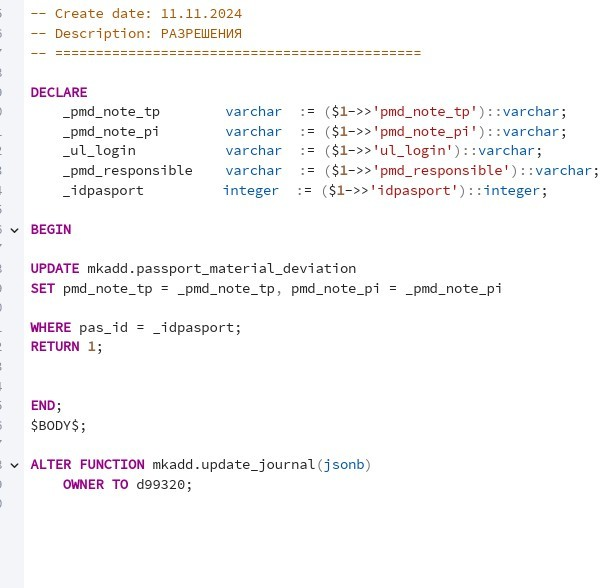 -- Create date: 11.11.2024
-- Description: РАЗРЕШЕНИЯ
-- =============================================
DECLARE
_pmd_note_tp varchar := ($1->>'pmd_note_tp')::varchar;
_pmd_note_pi varchar := ($1->>'pmd_note_pi')::varchar;
_ul_login varchar := ($1->>'ul_login')::varchar;
_pmd_responsible varchar := ($1->>'pmd_responsible')::varchar;
_idpasport integer := ($1->>'idpasport')::integer;
BEGIN
UPDATE mkadd.passport_material_deviation
SET pmd_note_tp = _pmd_note_tp, pmd_note_pi = _pmd_note_pi
WHERE pas_id = _idpasport;
RETURN 1;
END;
$BODY$;
ALTER FUNCTION mkadd.update_journal(jsonb)
OWNER TO d99320;